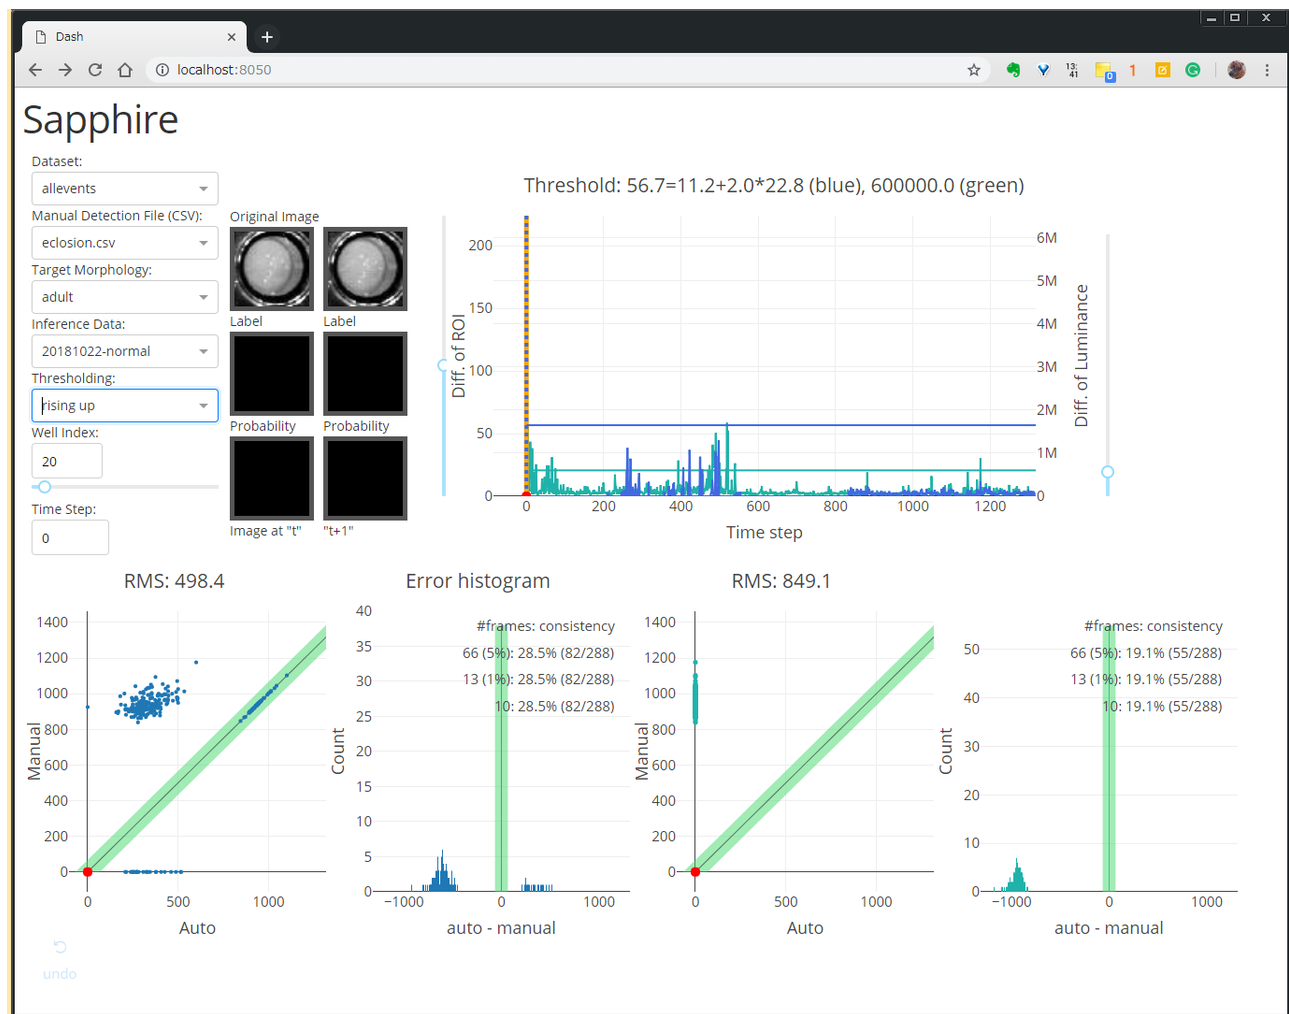 Dash
localhost:8050
13:
41
0
1
Sapphire
Dataset:
allevents
Manual Detection File (CSV):
eclosion.csv
Target Morphology:
adult
Inference Data:
20181022-normal
Thresholding:
rising up
Well Index:
20
Time Step:
0
Original Image
Label
Label
Probability
Probability
Image at "t"
"t+1"
Threshold: 56.7=11.2+2.0*22.8 (blue), 600000.0 (green)
Diff. of ROI
200
150
100
50
0
6M
5M
4M
3M
2M
1M
0
Diff. of Luminance
0
200
400
600
800
1000
1200
Time step
RMS: 498.4
Manual
1400
1200
1000
800
600
400
200
0
0
500
1000
Auto
Error histogram
Count
40
35
30
25
20
15
10
5
0
#frames: consistency
66 (5%): 28.5% (82/288)
13 (1%): 28.5% (82/288)
10: 28.5% (82/288)
−1000
0
1000
auto - manual
RMS: 849.1
Manual
1400
1200
1000
800
600
400
200
0
0
500
1000
Auto
Count
50
40
30
20
10
0
#frames: consistency
66 (5%): 19.1% (55/288)
13 (1%): 19.1% (55/288)
10: 19.1% (55/288)
−1000
0
1000
auto - manual
undo